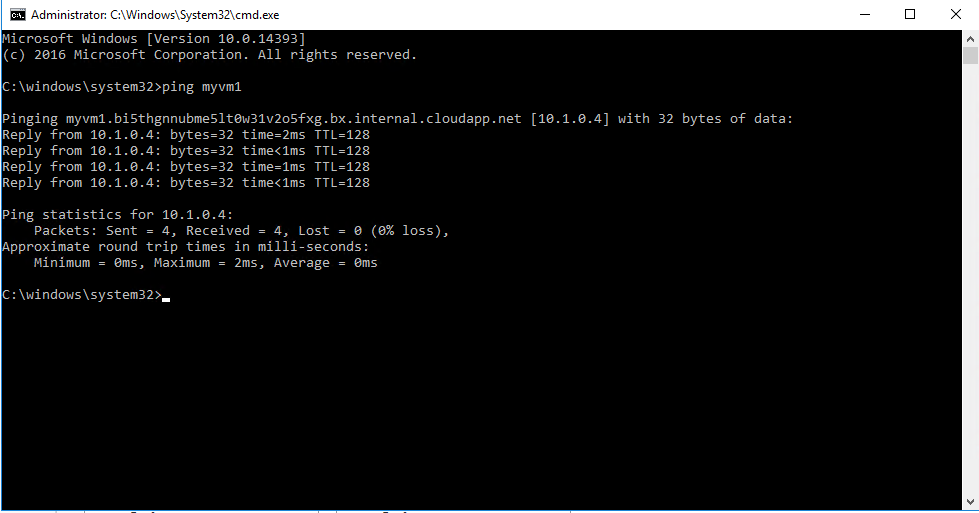 Administrator: C:\Windows\System32\cmd.exe
Microsoft Windows [Version 10.0.14393]
(c) 2016 Microsoft Corporation. All rights reserved.
C:\windows\system32>ping myvm1
Pinging myvm1.bi5thgnnubme5lt0w31v2o5fxg.bx.internal.cloudapp.net [10.1.0.4] with 32 bytes of data:
Reply from 10.1.0.4: bytes=32 time=2ms TTL=128
Reply from 10.1.0.4: bytes=32 time<1ms TTL=128
Reply from 10.1.0.4: bytes=32 time=1ms TTL=128
Reply from 10.1.0.4: bytes=32 time<1ms TTL=128
Ping statistics for 10.1.0.4:
    Packets: Sent = 4, Received = 4, Lost = 0 (0% loss),
Approximate round trip times in milli-seconds:
    Minimum = 0ms, Maximum = 2ms, Average = 0ms
C:\windows\system32>